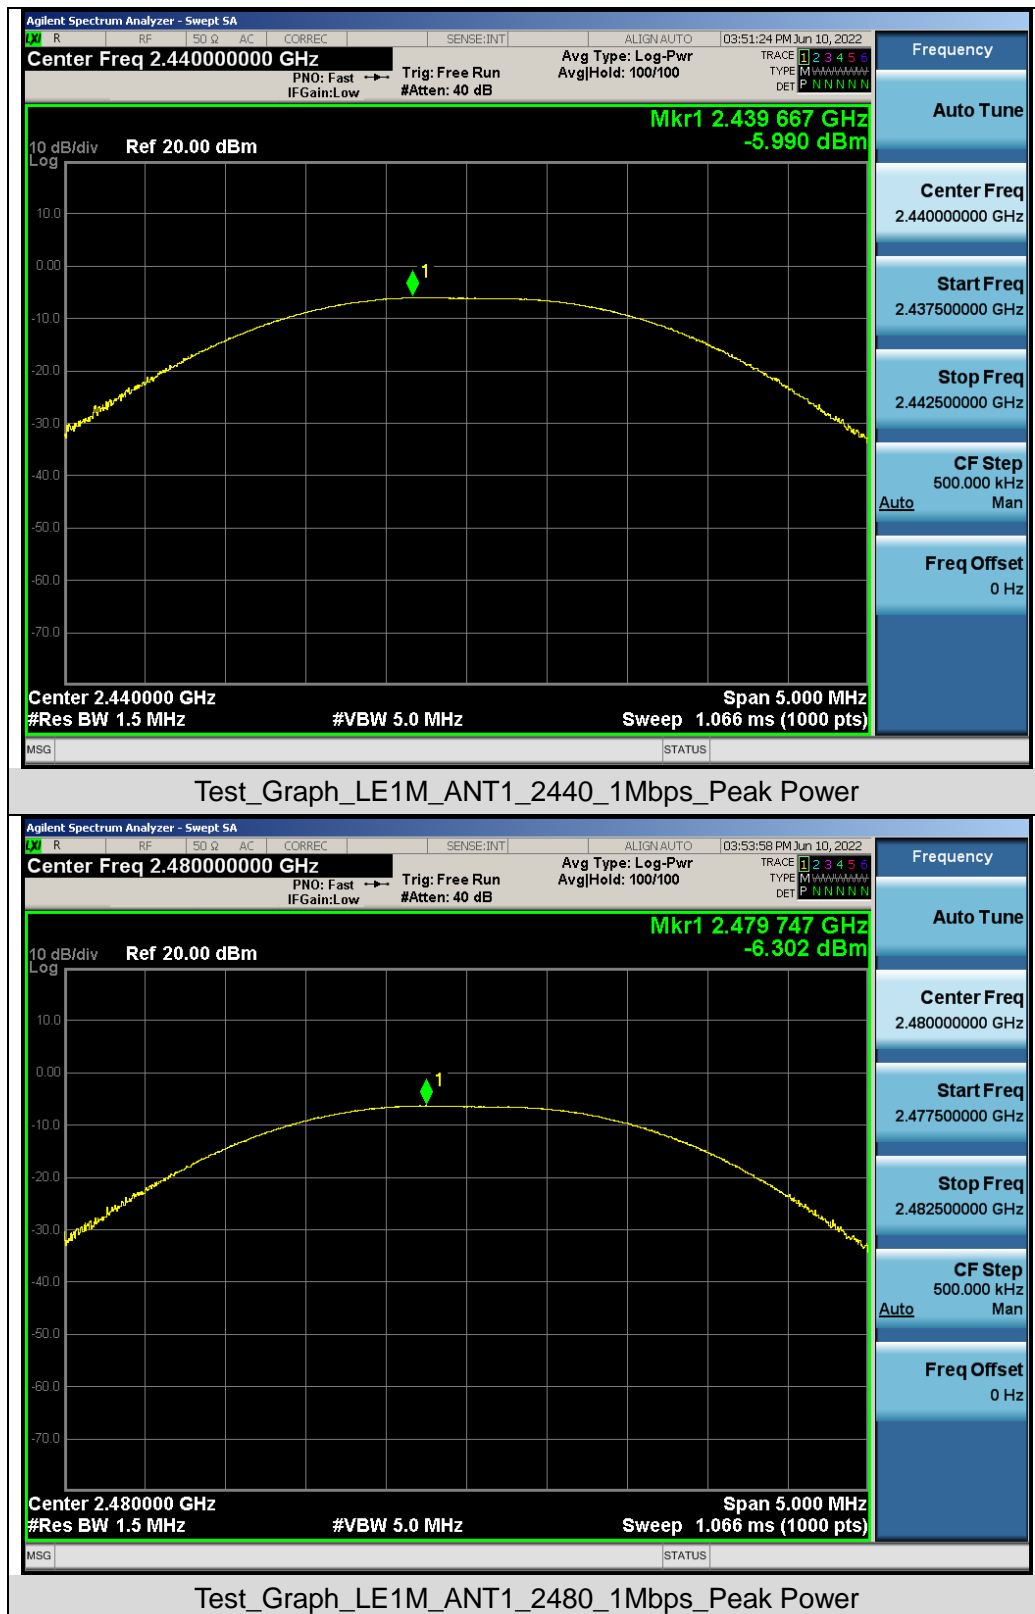 Agilent Spectrum Analyzer - Swept SA
LXI R RF 50 Ω AC CORREC SENSE:INT ALIGN AUTO 03:51:24 PM Jun 10, 2022
Center Freq 2.440000000 GHz
PNO: Fast
IFGain:Low
Trig: Free Run
#Atten: 40 dB
Avg Type: Log-Pwr
Avg|Hold: 100/100
TRACE 1 2 3 4 5 6
TYPE M
DET P N N N N N
Mkr1 2.439 667 GHz
-5.990 dBm
10 dB/div Ref 20.00 dBm
Log
10.0
0.00
-10.0
-20.0
-30.0
-40.0
-50.0
-60.0
-70.0
1
Center 2.440000 GHz Span 5.000 MHz
#Res BW 1.5 MHz #VBW 5.0 MHz Sweep 1.066 ms (1000 pts)
MSG STATUS
Frequency
Auto Tune
Center Freq
2.440000000 GHz
Start Freq
2.437500000 GHz
Stop Freq
2.442500000 GHz
CF Step
500.000 kHz
Auto Man
Freq Offset
0 Hz
Test_Graph_LE1M_ANT1_2440_1Mbps_Peak Power
Agilent Spectrum Analyzer - Swept SA
LXI R RF 50 Ω AC CORREC SENSE:INT ALIGN AUTO 03:53:58 PM Jun 10, 2022
Center Freq 2.480000000 GHz
PNO: Fast
IFGain:Low
Trig: Free Run
#Atten: 40 dB
Avg Type: Log-Pwr
Avg|Hold: 100/100
TRACE 1 2 3 4 5 6
TYPE M
DET P N N N N N
Mkr1 2.479 747 GHz
-6.302 dBm
10 dB/div Ref 20.00 dBm
Log
10.0
0.00
-10.0
-20.0
-30.0
-40.0
-50.0
-60.0
-70.0
1
Center 2.480000 GHz Span 5.000 MHz
#Res BW 1.5 MHz #VBW 5.0 MHz Sweep 1.066 ms (1000 pts)
MSG STATUS
Frequency
Auto Tune
Center Freq
2.480000000 GHz
Start Freq
2.477500000 GHz
Stop Freq
2.482500000 GHz
CF Step
500.000 kHz
Auto Man
Freq Offset
0 Hz
Test_Graph_LE1M_ANT1_2480_1Mbps_Peak Power